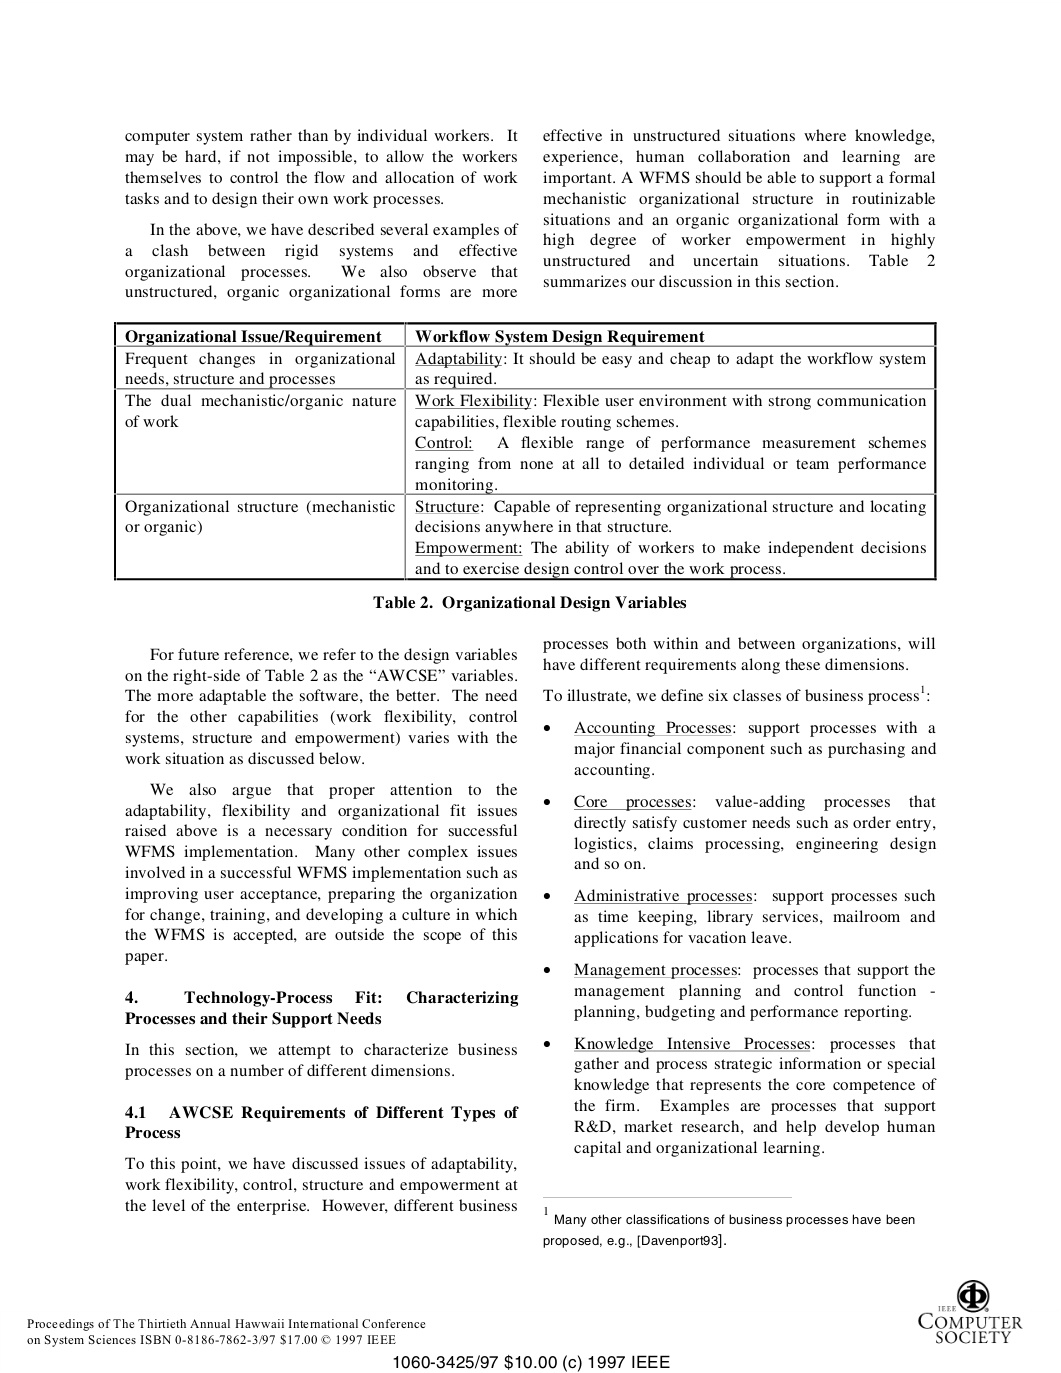 computer system rather than by individual workers. It
may be hard, if not impossible, to allow the workers
themselves to control the flow and allocation of work
tasks and to design their own work processes.
In the above, we have described several examples of
a clash between rigid systems and effective
organizational processes. We also observe that
unstructured, organic organizational forms are more
effective in unstructured situations where knowledge,
experience, human collaboration and learning are
important. A WFMS should be able to support a formal
mechanistic organizational structure in routinizable
situations and an organic organizational form with a
high degree of worker empowerment in highly
unstructured and uncertain situations. Table 2
summarizes our discussion in this section.
Organizational Issue/Requirement
Workflow System Design Requirement
Frequent changes in organizational
needs, structure and processes
Adaptability: It should be easy and cheap to adapt the workflow system
as required.
The dual mechanistic/organic nature
of work
Work Flexibility: Flexible user environment with strong communication
capabilities, flexible routing schemes.
Control: A flexible range of performance measurement schemes
ranging from none at all to detailed individual or team performance
monitoring.
Organizational structure (mechanistic
or organic)
Structure: Capable of representing organizational structure and locating
decisions anywhere in that structure.
Empowerment: The ability of workers to make independent decisions
and to exercise design control over the work process.
Table 2. Organizational Design Variables
For future reference, we refer to the design variables
on the right-side of Table 2 as the “AWCSE” variables.
The more adaptable the software, the better. The need
for the other capabilities (work flexibility, control
systems, structure and empowerment) varies with the
work situation as discussed below.
We also argue that proper attention to the
adaptability, flexibility and organizational fit issues
raised above is a necessary condition for successful
WFMS implementation. Many other complex issues
involved in a successful WFMS implementation such as
improving user acceptance, preparing the organization
for change, training, and developing a culture in which
the WFMS is accepted, are outside the scope of this
paper.
4. Technology-Process Fit: Characterizing
Processes and their Support Needs
In this section, we attempt to characterize business
processes on a number of different dimensions.
4.1 AWCSE Requirements of Different Types of
Process
To this point, we have discussed issues of adaptability,
work flexibility, control, structure and empowerment at
the level of the enterprise. However, different business
processes both within and between organizations, will
have different requirements along these dimensions.
To illustrate, we define six classes of business process1:
• Accounting Processes: support processes with a
major financial component such as purchasing and
accounting.
• Core processes: value-adding processes that
directly satisfy customer needs such as order entry,
logistics, claims processing, engineering design
and so on.
• Administrative processes: support processes such
as time keeping, library services, mailroom and
applications for vacation leave.
• Management processes: processes that support the
management planning and control function -
planning, budgeting and performance reporting.
• Knowledge Intensive Processes: processes that
gather and process strategic information or special
knowledge that represents the core competence of
the firm. Examples are processes that support
R&D, market research, and help develop human
capital and organizational learning.
1 Many other classifications of business processes have been
proposed, e.g., [Davenport93].
Proceedings of The Thirtieth Annual Hawwaii International Conference
on System Sciences ISBN 0-8186-7862-3/97 $17.00 © 1997 IEEE
IEEE
COMPUTER
SOCIETY
1060-3425/97 $10.00 (c) 1997 IEEE